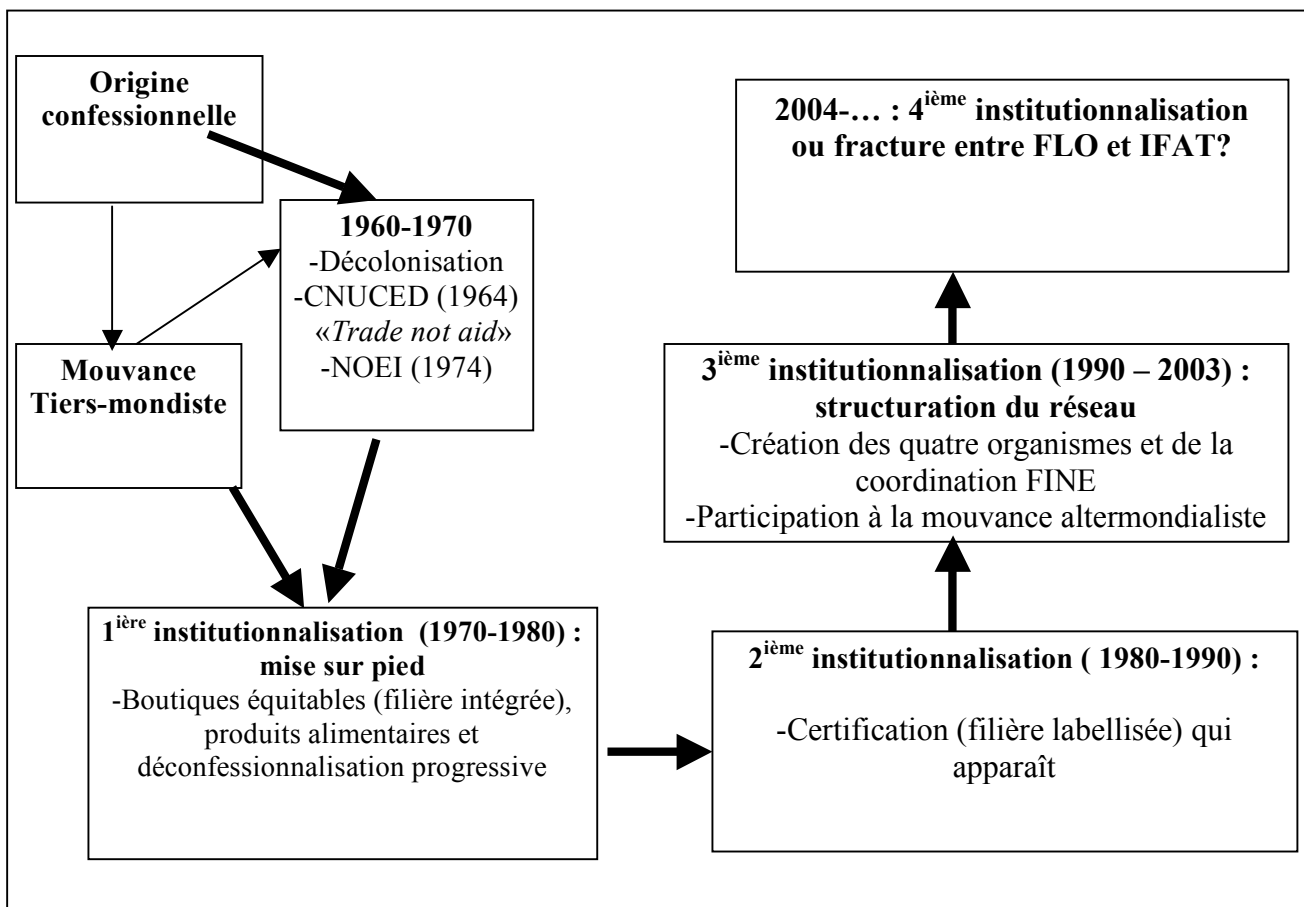 Origine
confessionnelle
1960-1970
-Décolonisation
-CNUCED (1964)
«Trade not aid»
-NOEI (1974)
Mouvance
Tiers-mondiste
1ière institutionnalisation (1970-1980) :
mise sur pied
-Boutiques équitables (filière intégrée),
produits alimentaires et
déconfessionnalisation progressive
2ième institutionnalisation ( 1980-1990) :
-Certification (filière labellisée) qui
apparaît
3ième institutionnalisation (1990 – 2003) :
structuration du réseau
-Création des quatre organismes et de la
coordination FINE
-Participation à la mouvance altermondialiste
2004-… : 4ième institutionnalisation
ou fracture entre FLO et IFAT?